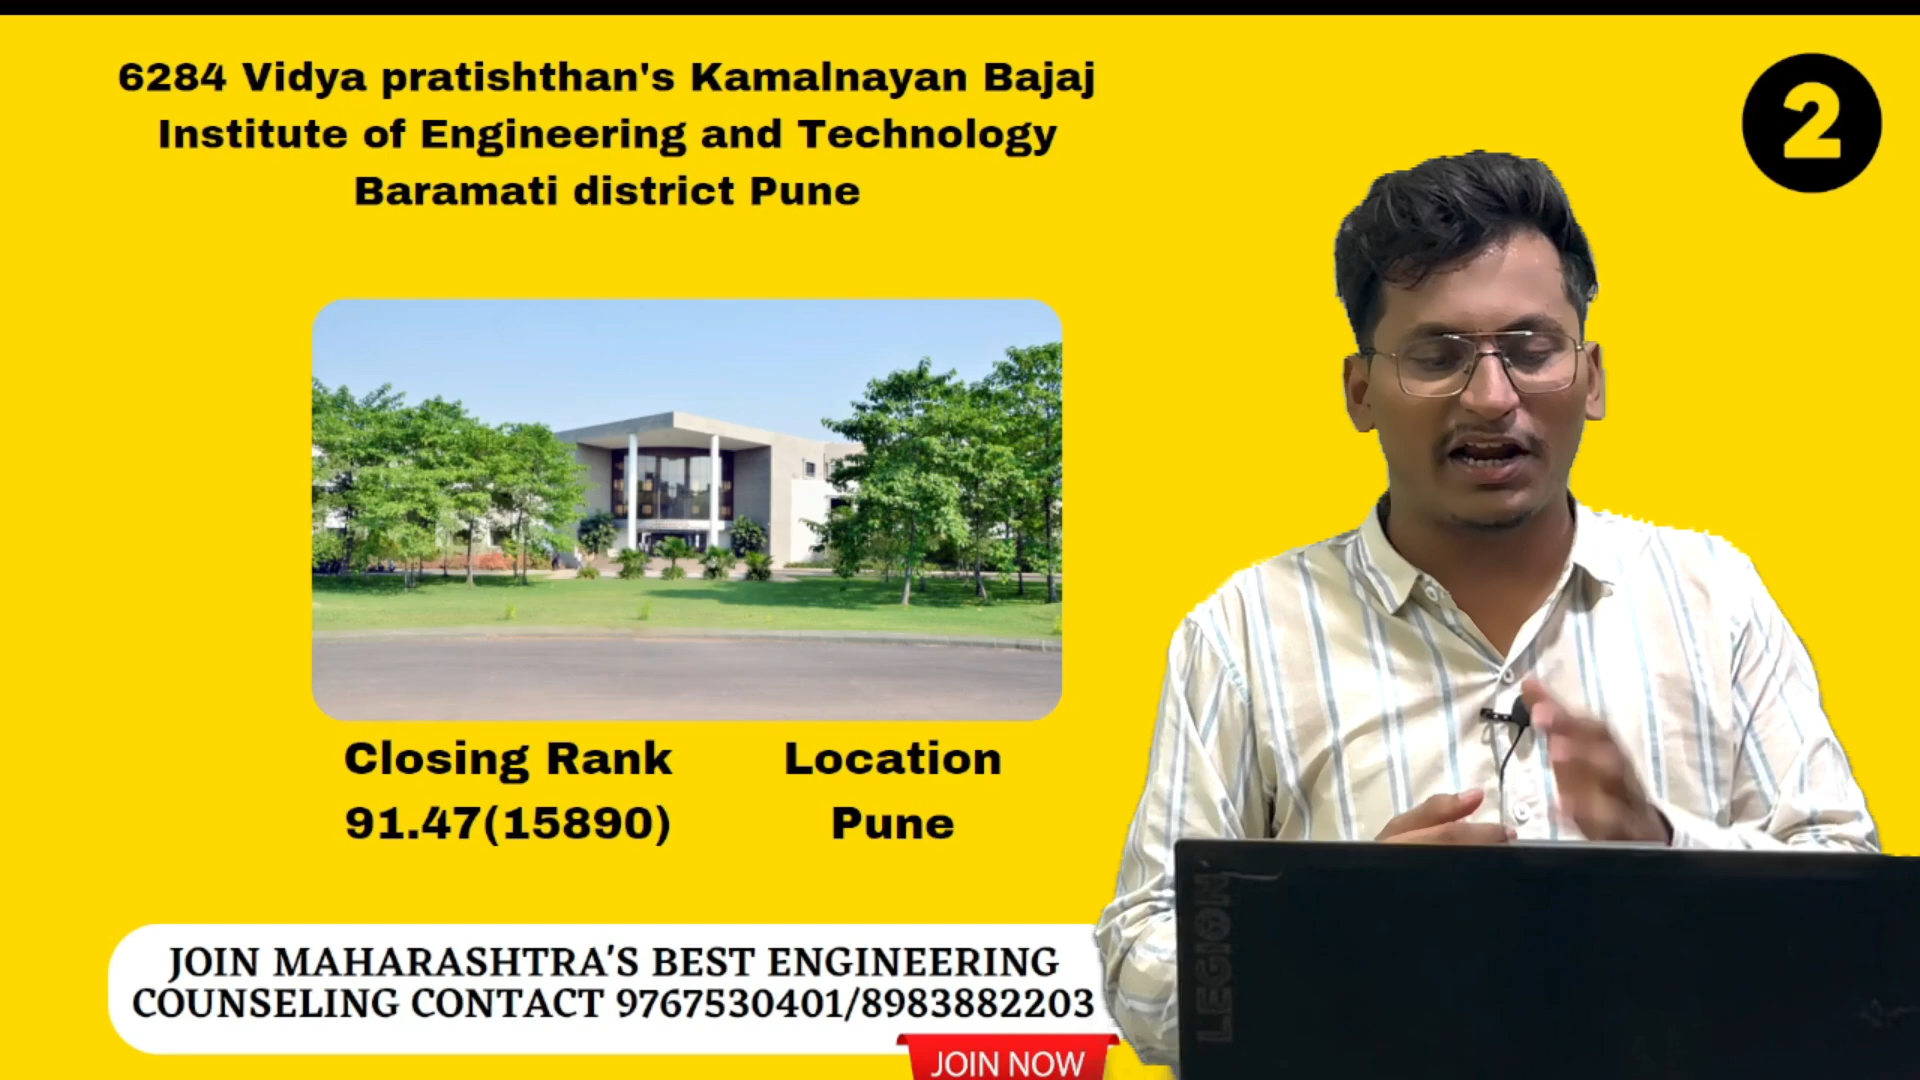 6284 Vidya pratishthan's Kamalnayan Bajaj
Institute of Engineering and Technology
Baramati district Pune
2
Closing Rank
91.47(15890)
Location
Pune
JOIN MAHARASHTRA'S BEST ENGINEERING
COUNSELING CONTACT 9767530401/8983882203
JOIN NOW
LEGION